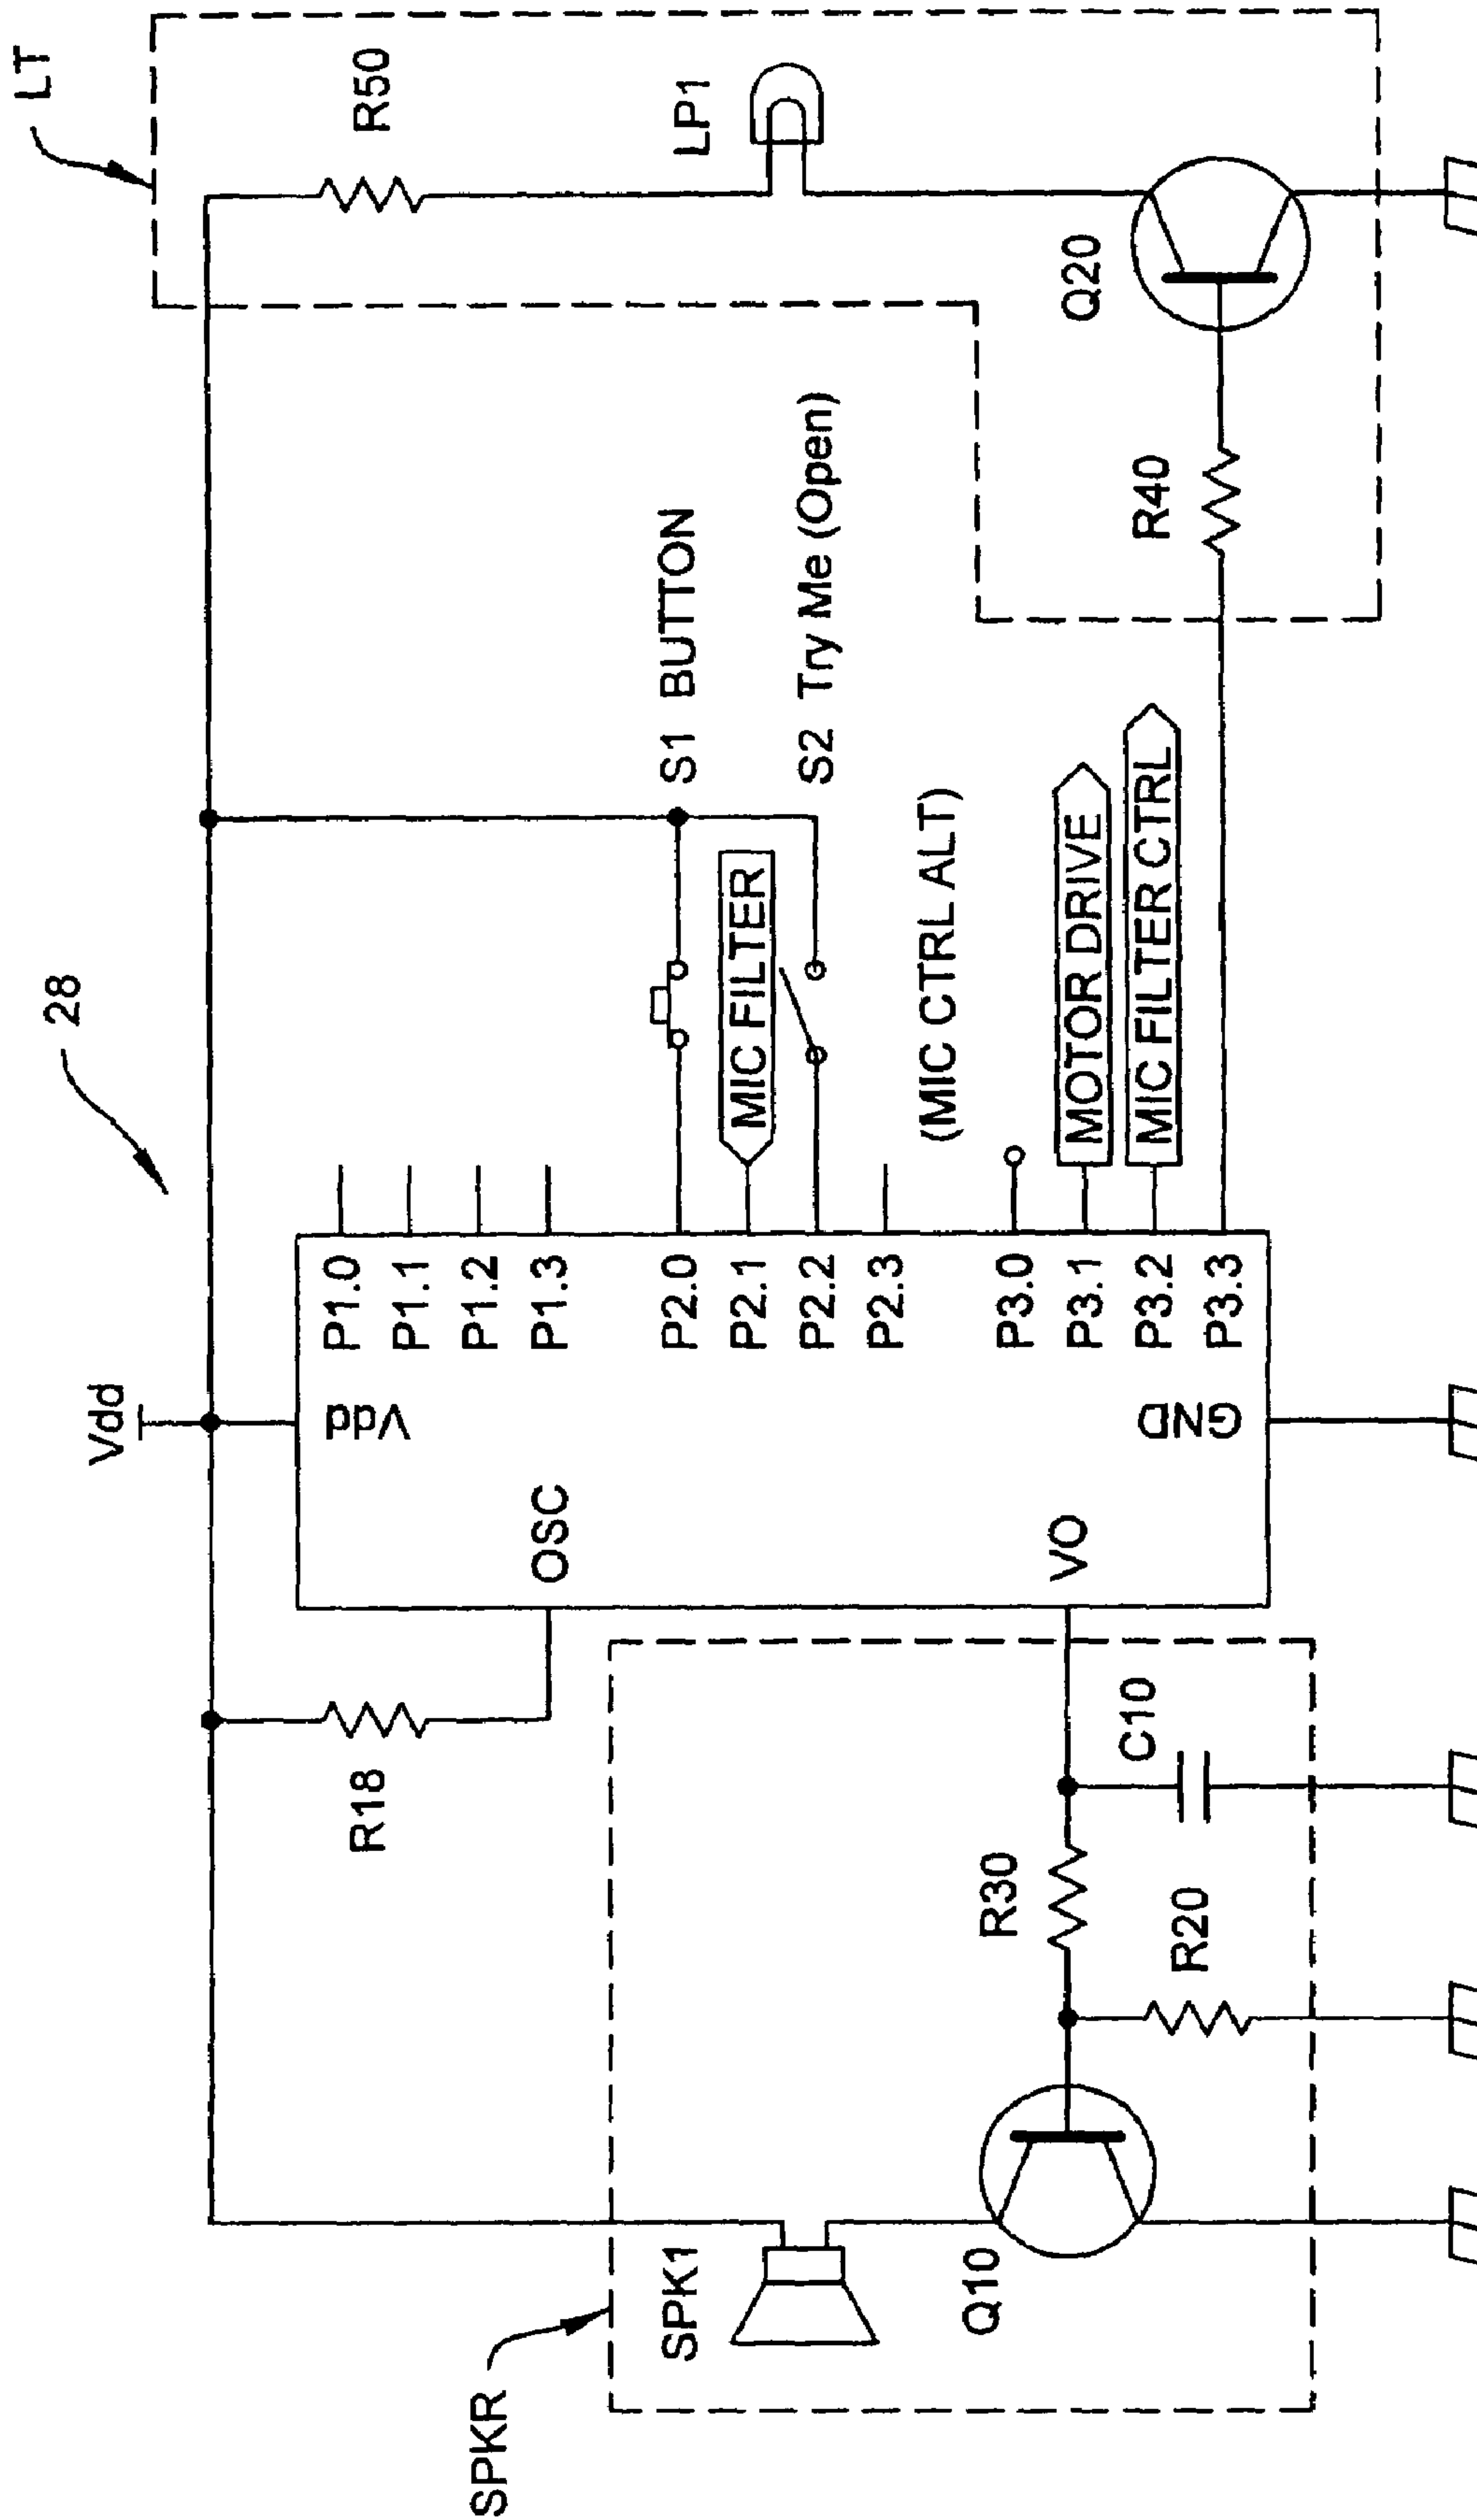 28
LT
Vdd
R18
R50
Vdd
OSC
VO
GND
P1.0
P1.1
P1.2
P1.3
P2.0
P2.1
P2.2
P2.3
P3.0
P3.1
P3.2
P3.3
S1 BUTTON
MIC FILTER
S2 Try Me (Open)
(MIC CTRL ALT)
MOTOR DRIVE
MIC FILTER CTRL
LP1
Q20
R40
SPKR
SPK1
Q10
R30
R20
C10